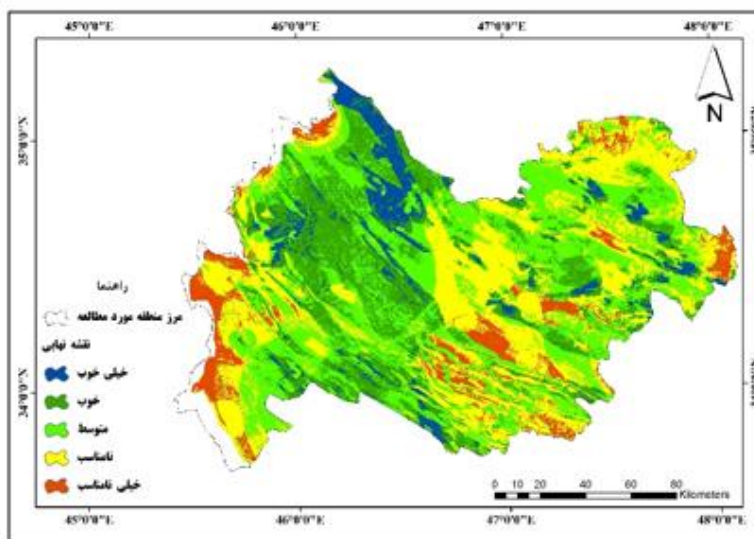 45°0'0"E 46°0'0"E 47°0'0"E 48°0'0"E
35°0'0"N
34°0'0"N
N
راهنما
مرز منطقه مورد مطالعه
نقشه نهایی
خیلی خوب
خوب
متوسط
نامناسب
خیلی نامناسب
0 5 10 20 40 60 80
Kilometers
45°0'0"E 46°0'0"E 47°0'0"E 48°0'0"E